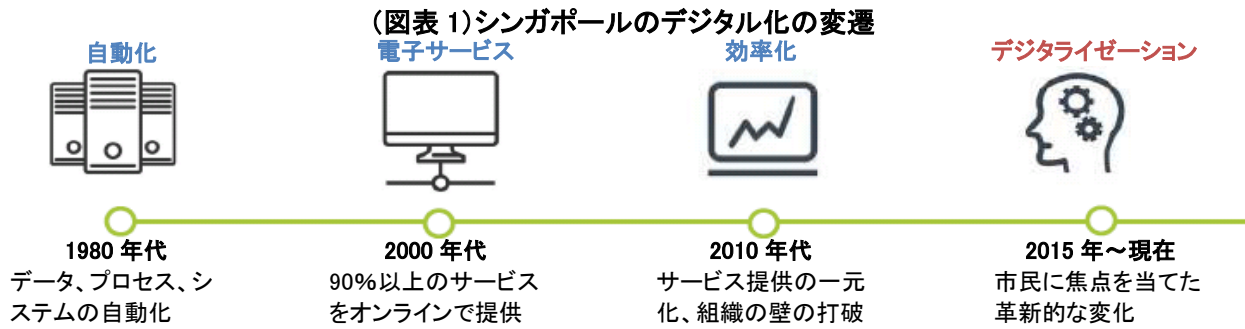 （図表 1）シンガポールのデジタル化の変遷
自動化
電子サービス
効率化
デジタライゼーション
1980 年代
データ、プロセス、シ
ステムの自動化
2000 年代
90％以上のサービス
をオンラインで提供
2010 年代
サービス提供の一元
化、組織の壁の打破
2015 年～現在
市民に焦点を当てた
革新的な変化